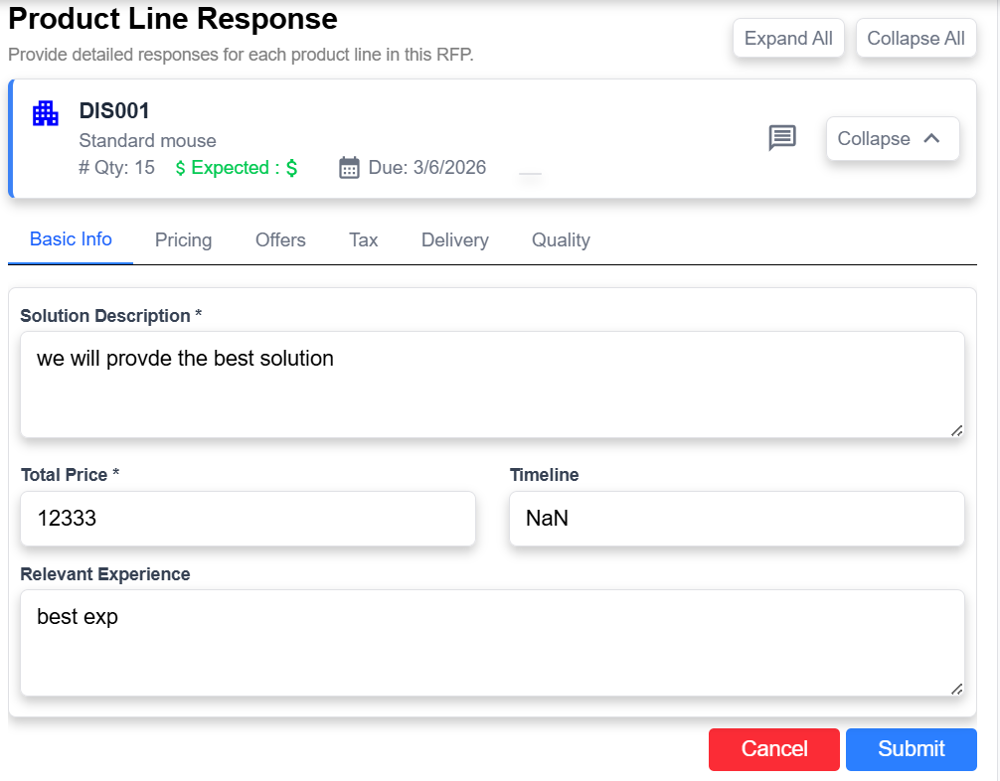 Product Line Response
Provide detailed responses for each product line in this RFP.
Expand All
Collapse All
DIS001
Standard mouse
# Qty: 15 $ Expected : $ Due: 3/6/2026
Collapse
Basic Info Pricing Offers Tax Delivery Quality
Solution Description *
we will provde the best solution
Total Price * Timeline
12333 NaN
Relevant Experience
best exp
Cancel Submit